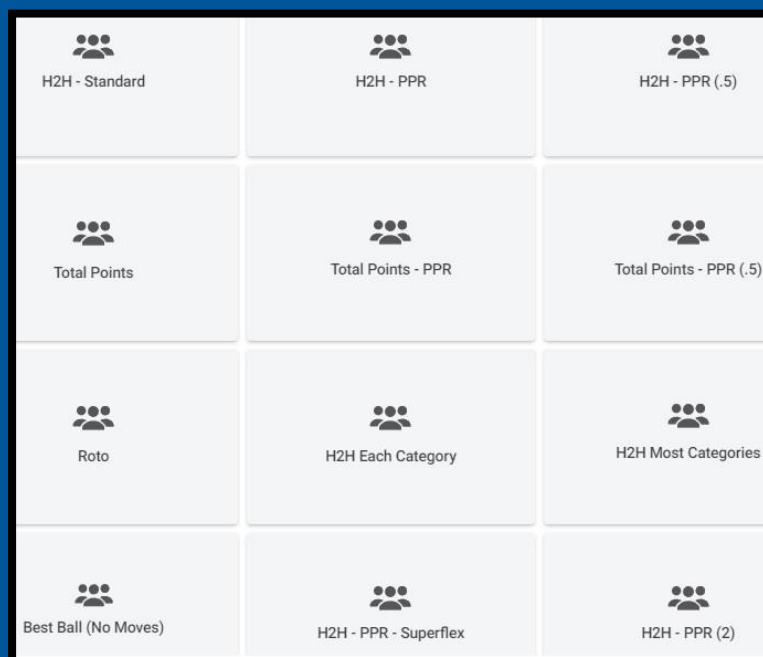 H2H - Standard
H2H - PPR
H2H - PPR (.5)
Total Points
Total Points - PPR
Total Points - PPR (.5)
Roto
H2H Each Category
H2H Most Categories
Best Ball (No Moves)
H2H - PPR - Superflex
H2H - PPR (2)